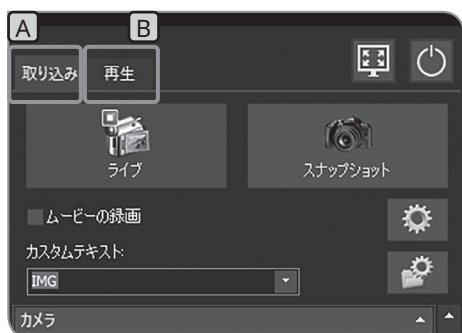 A
B
取り込み
再生
ライブ
スナップショット
ムービーの録画
カスタムテキスト:
IMG
カメラ